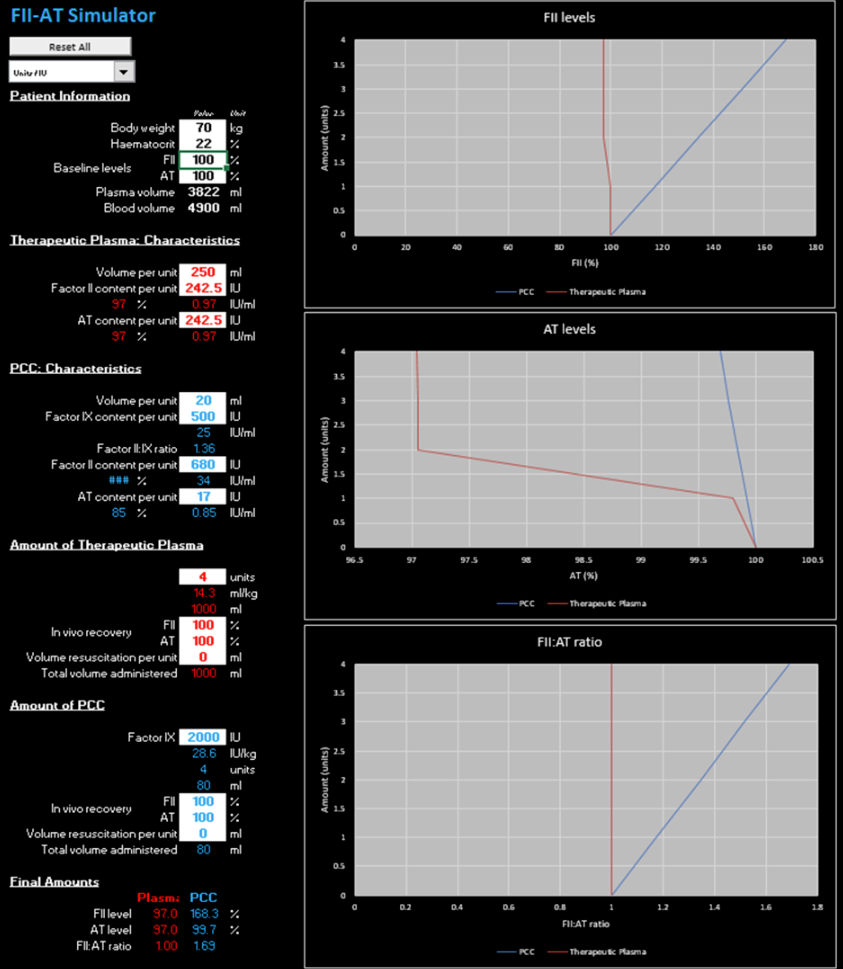 FII-AT Simulator
Reset All
Patient Information
Value Unit
Body weight 70 kg
Haematocrit 22 %
Baseline levels
FII 100 %
AT 100 %
Plasma volume 3822 ml
Blood volume 4900 ml
Therapeutic Plasma: Characteristics
Volume per unit 250 ml
Factor II content per unit 242.5 IU
97 % 0.97 IU/ml
AT content per unit 242.5 IU
97 % 0.97 IU/ml
PCC: Characteristics
Volume per unit 20 ml
Factor IX content per unit 500 IU
25 IU/ml
Factor II:IX ratio 1.36
Factor II content per unit 680 IU
### % 34 IU/ml
AT content per unit 17 IU
85 % 0.85 IU/ml
Amount of Therapeutic Plasma
4 units
14.3 ml/kg
1000 ml
In vivo recovery
FII 100 %
AT 100 %
Volume resuscitation per unit 0 ml
Total volume administered 1000 ml
Amount of PCC
Factor IX 2000 IU
28.6 IU/kg
4 units
80 ml
In vivo recovery
FII 100 %
AT 100 %
Volume resuscitation per unit 0 ml
Total volume administered 80 ml
Final Amounts
Plasma PCC
FII level 97.0 168.3 %
AT level 97.0 99.7 %
FII:AT ratio 1.00 1.69
FII levels
Amount (units)
4
3.5
3
2.5
2
1.5
1
0.5
0
0 20 40 60 80 100 120 140 160 180
FII (%)
PCC Therapeutic Plasma
AT levels
Amount (units)
4
3.5
3
2.5
2
1.5
1
0.5
0
96.5 97 97.5 98 98.5 99 99.5 100 100.5
AT (%)
PCC Therapeutic Plasma
FII:AT ratio
Amount (units)
4
3.5
3
2.5
2
1.5
1
0.5
0
0 0.2 0.4 0.6 0.8 1 1.2 1.4 1.6 1.8
FII:AT ratio
PCC Therapeutic Plasma